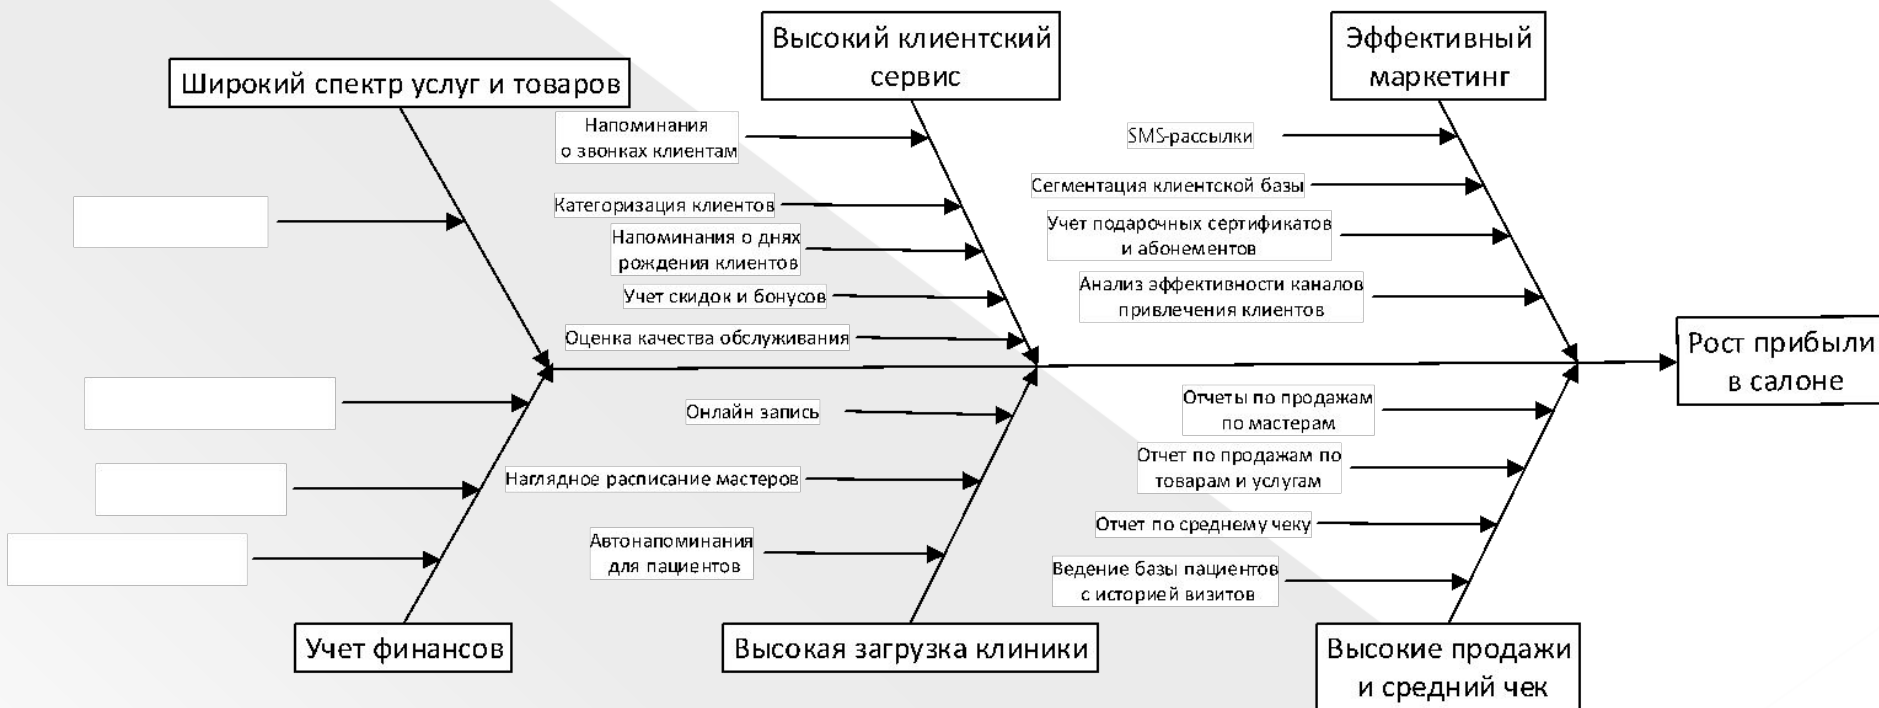 Широкий спектр услуг и товаров
Высокий клиентский
сервис
Эффективный
маркетинг
Напоминания
о звонках клиентам
Категоризация клиентов
Напоминания о днях
рождения клиентов
Учет скидок и бонусов
Оценка качества обслуживания
SMS-рассылки
Сегментация клиентской базы
Учет подарочных сертификатов
и абонементов
Анализ эффективности каналов
привлечения клиентов
Рост прибыли
в салоне
Онлайн запись
Наглядное расписание мастеров
Автонапоминания
для пациентов
Отчеты по продажам
по мастерам
Отчет по продажам по
товарам и услугам
Отчет по среднему чеку
Ведение базы пациентов
с историей визитов
Учет финансов
Высокая загрузка клиники
Высокие продажи
и средний чек